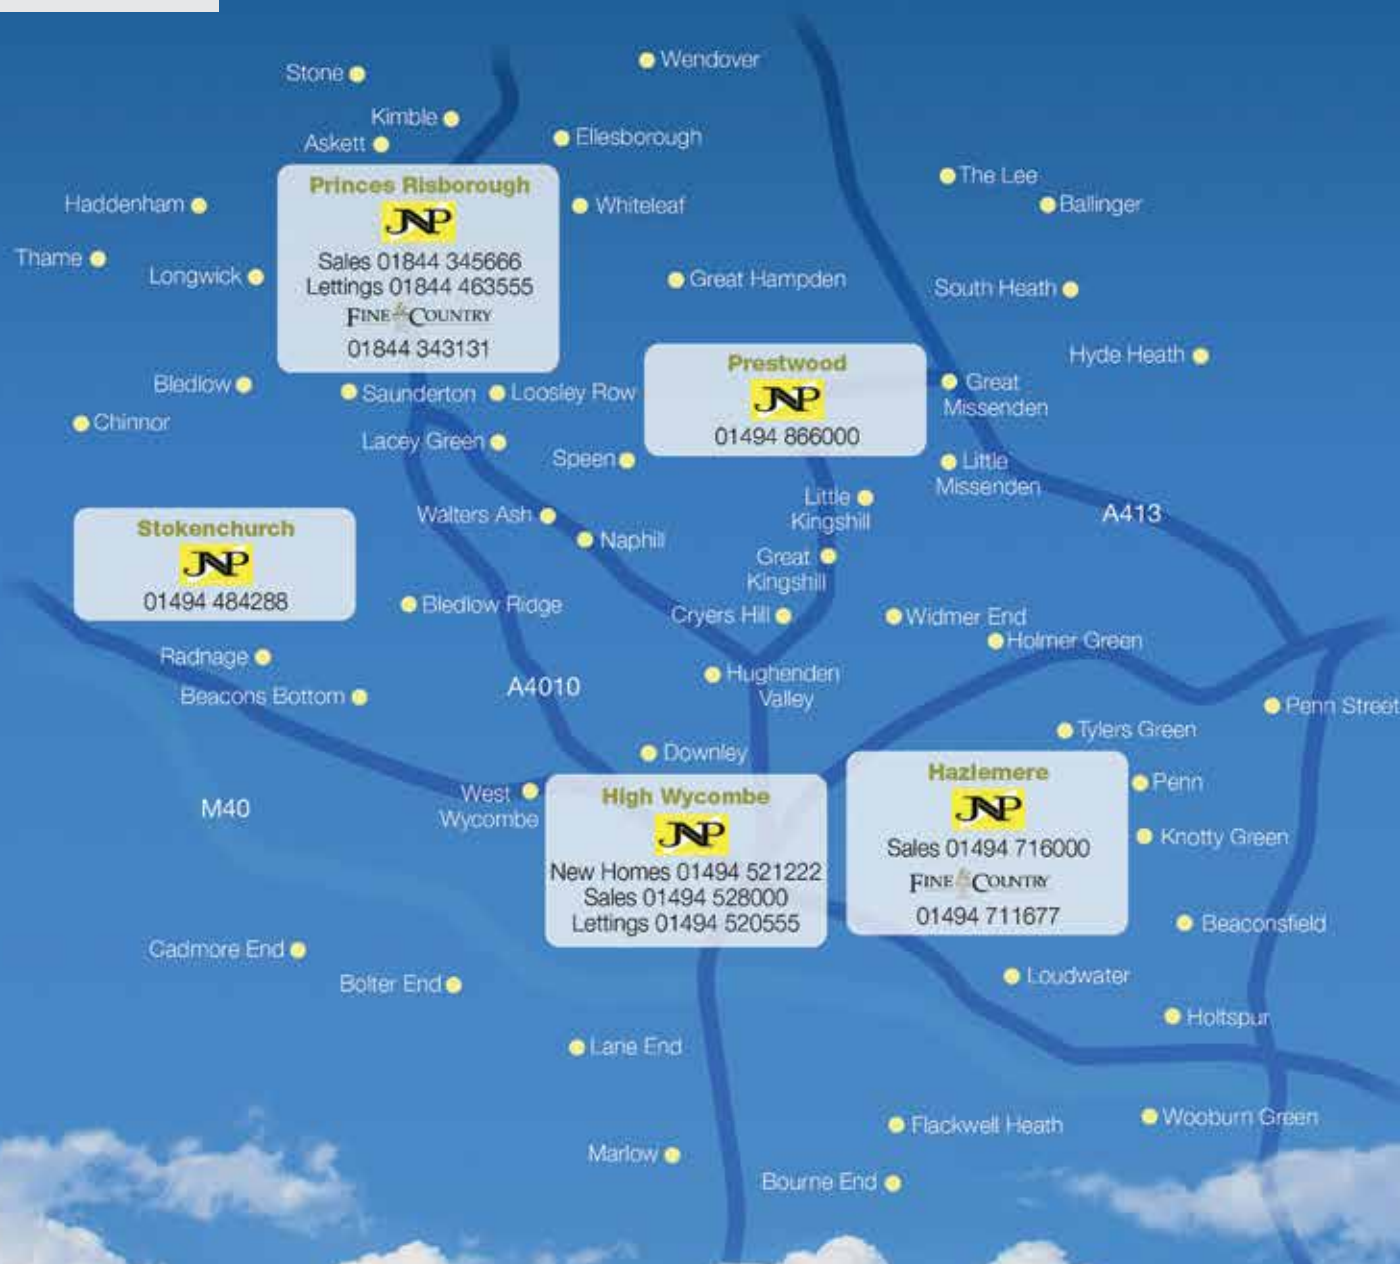 Wendover
Stone
Kimble
Ellesborough
Askett
The Lee
Princes Risborough
JNP
Sales 01844 345666
Lettings 01844 463555
FINE & COUNTRY
01844 343131
Haddenham
Whiteleaf
Ballinger
Thame
Longwick
Great Hampden
South Heath
Hyde Heath
Prestwood
JNP
01494 866000
Bledlow
Saunderton
Loosley Row
Great
Missenden
Chinnor
Lacey Green
Speen
Little
Missenden
Little
Kingshill
A413
Walters Ash
Stokenchurch
JNP
01494 484288
Naphill
Great
Kingshill
Bledlow Ridge
Cryers Hill
Widmer End
Holmer Green
Radnage
Hughenden
Valley
A4010
Beacons Bottom
Penn Street
Tylers Green
Downley
Hazlemere
JNP
Sales 01494 716000
FINE & COUNTRY
01494 711677
Penn
West
Wycombe
High Wycombe
JNP
New Homes 01494 521222
Sales 01494 528000
Lettings 01494 520555
M40
Knotty Green
Beaconsfield
Cadmore End
Loudwater
Bolter End
Holtspur
Lane End
Wooburn Green
Flackwell Heath
Marlow
Bourne End